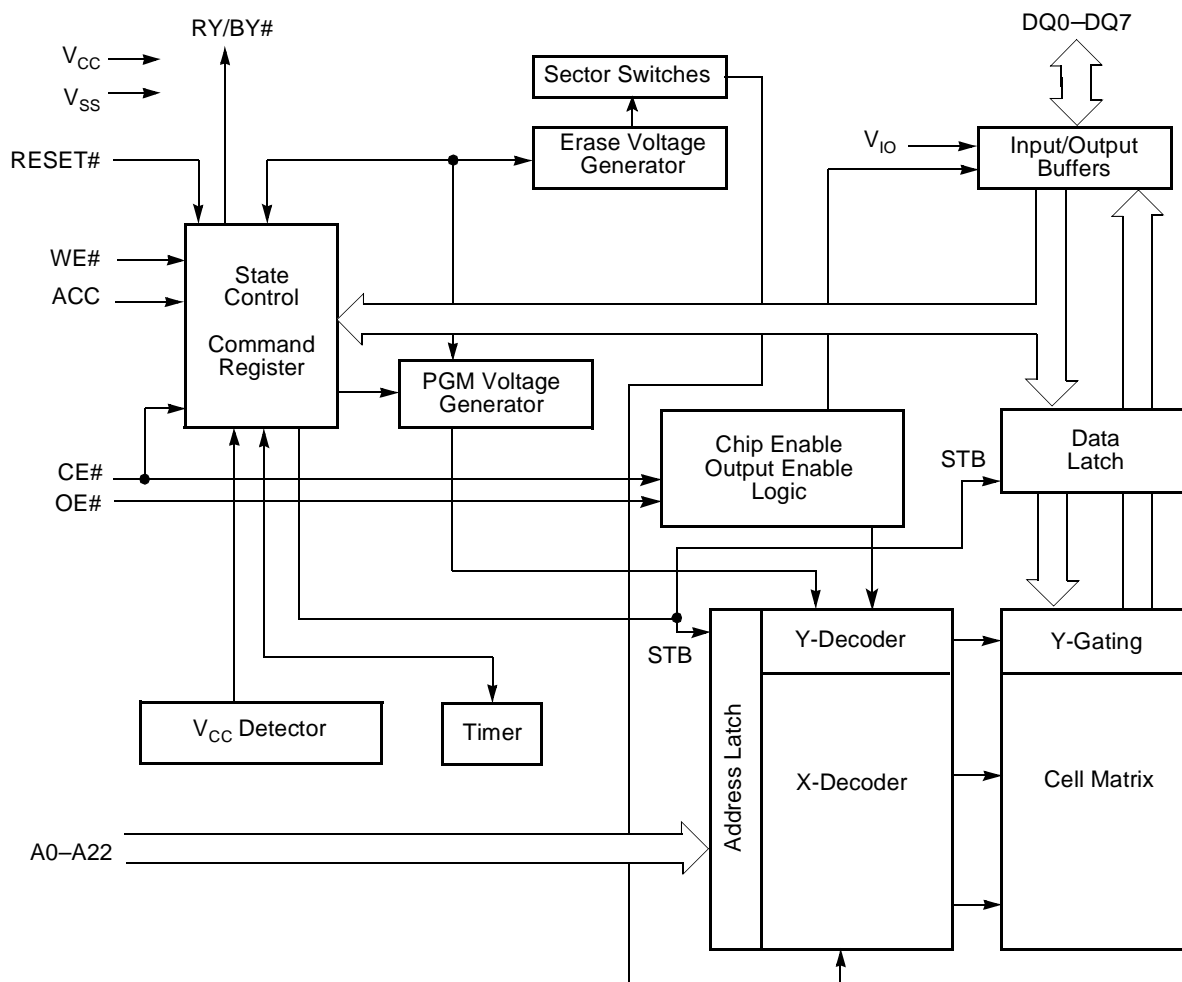 RY/BY#
DQ0–DQ7
VCC
VSS
Sector Switches
Erase Voltage
Generator
RESET#
VIO
Input/Output
Buffers
WE#
ACC
State
Control
Command
Register
PGM Voltage
Generator
Chip Enable
Output Enable
Logic
Data
Latch
STB
CE#
OE#
STB
Y-Decoder
Y-Gating
VCC Detector
Timer
Address Latch
X-Decoder
Cell Matrix
A0–A22